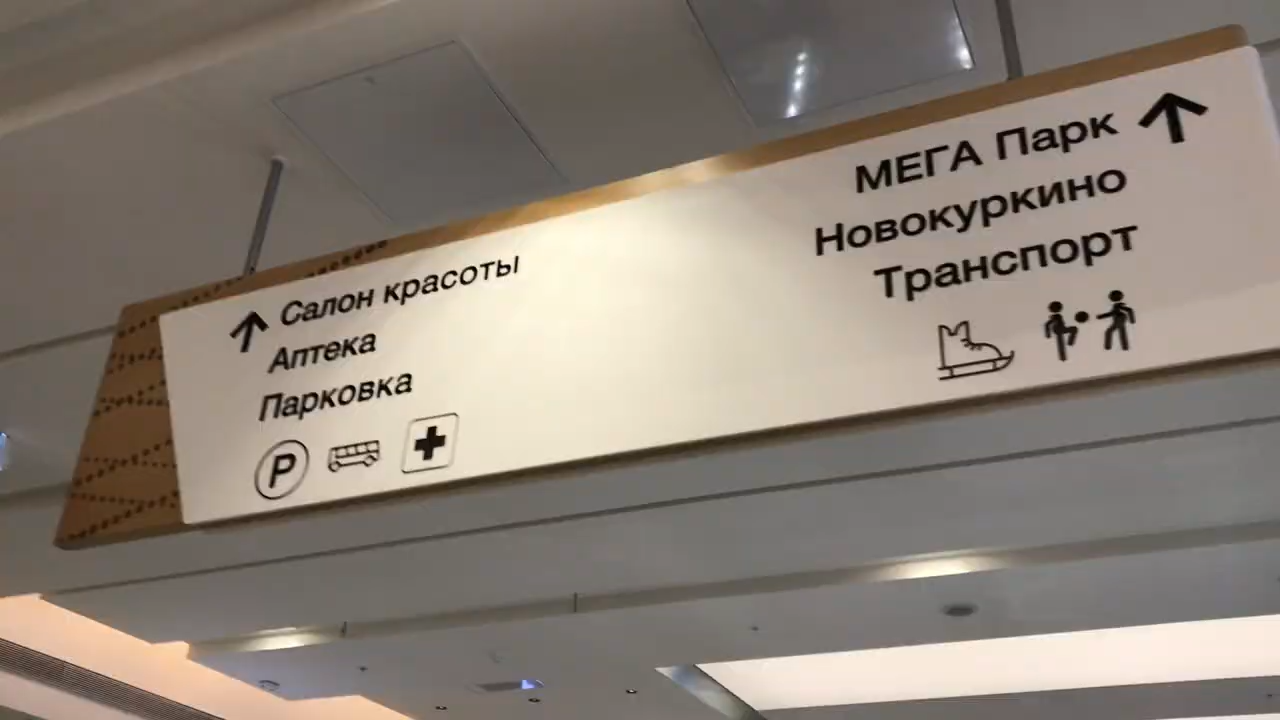 Салон красоты
Аптека
Парковка
P
МЕГА Парк
Новокуркино
Транспорт